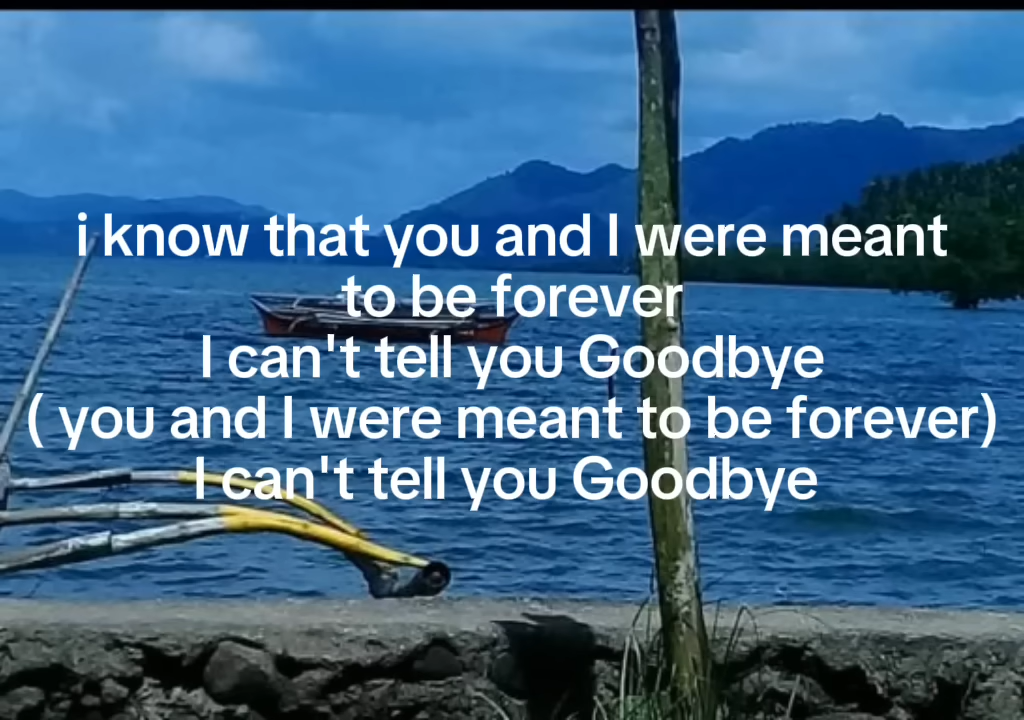 i know that you and I were meant
to be forever
I can't tell you Goodbye
( you and I were meant to be forever)
I can't tell you Goodbye